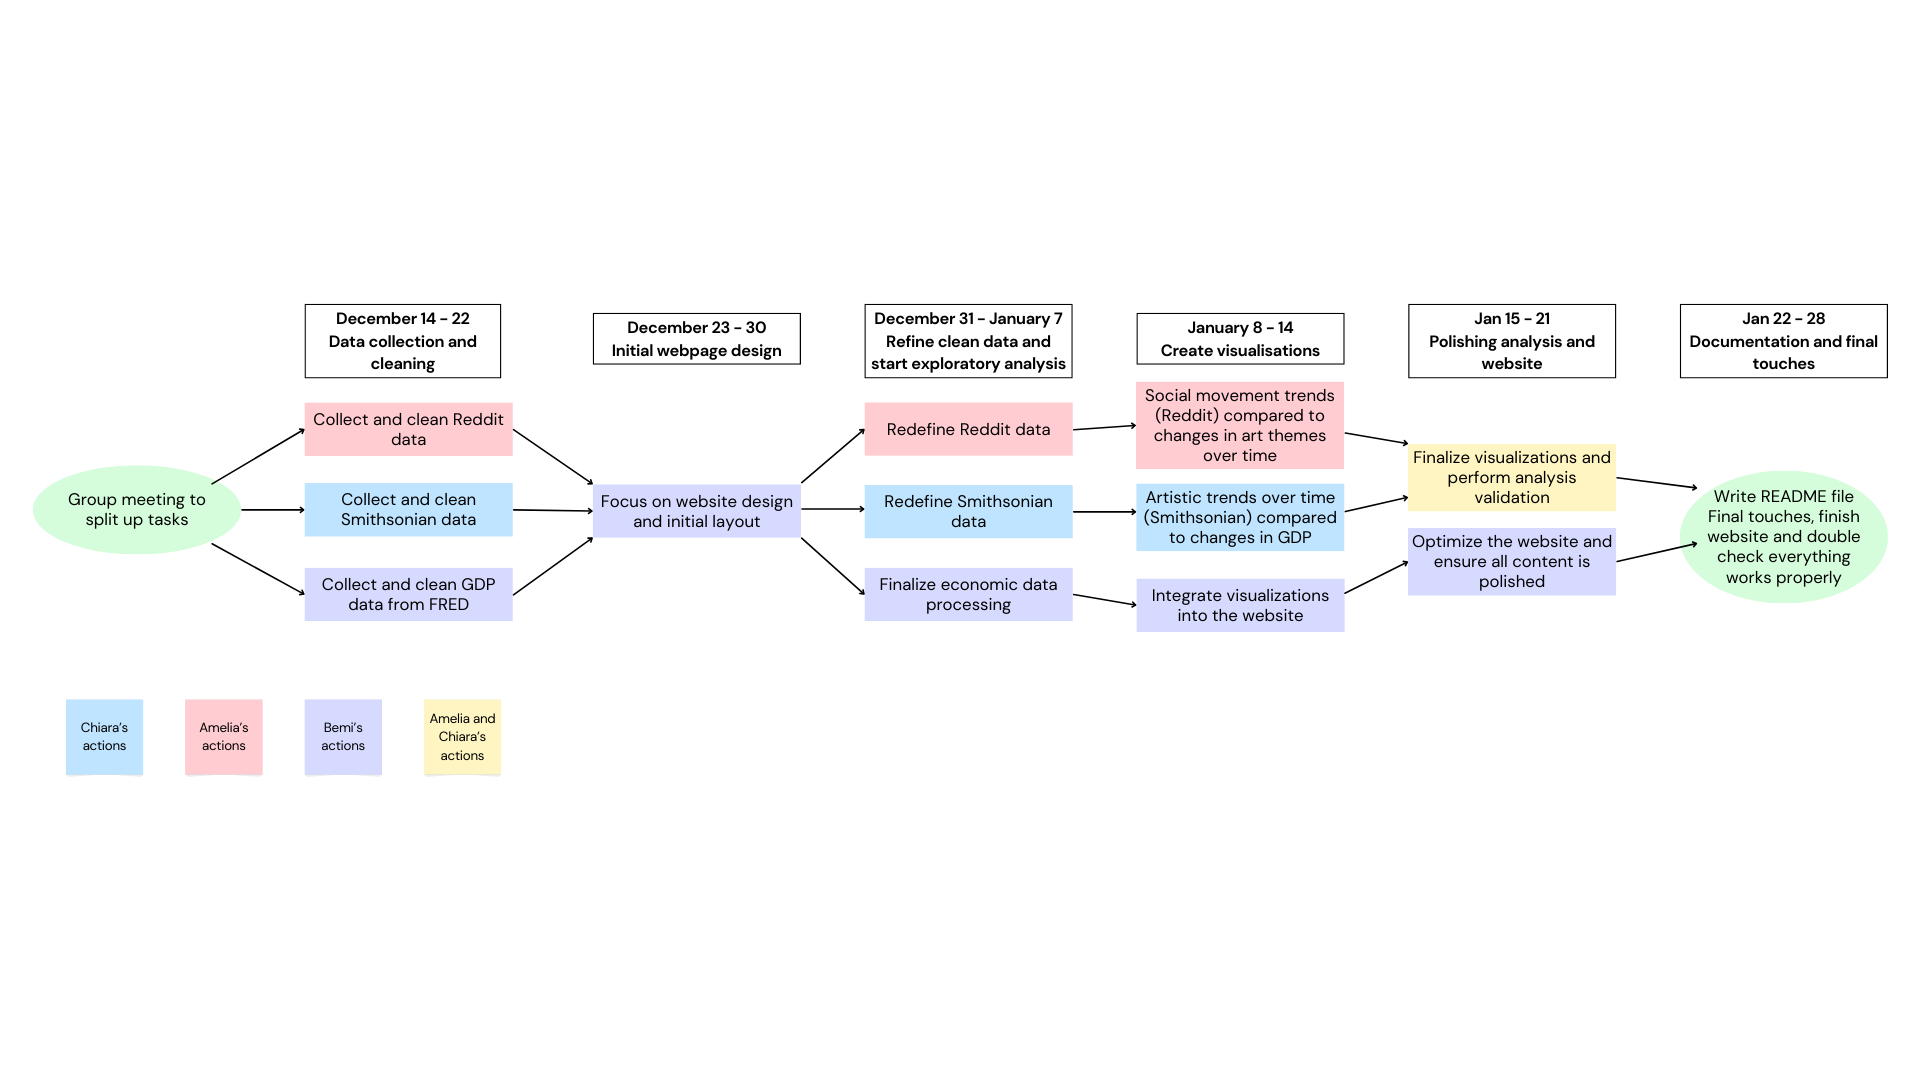 December 14 - 22
Data collection and
cleaning
December 23 - 30
Initial webpage design
December 31 - January 7
Refine clean data and
start exploratory analysis
January 8 - 14
Create visualisations
Jan 15 - 21
Polishing analysis and
website
Jan 22 - 28
Documentation and final
touches
Group meeting to
split up tasks
Collect and clean Reddit
data
Collect and clean
Smithsonian data
Collect and clean GDP
data from FRED
Focus on website design
and initial layout
Redefine Reddit data
Redefine Smithsonian
data
Finalize economic data
processing
Social movement trends
(Reddit) compared to
changes in art themes
over time
Artistic trends over time
(Smithsonian) compared
to changes in GDP
Integrate visualizations
into the website
Finalize visualizations and
perform analysis
validation
Optimize the website and
ensure all content is
polished
Write README file
Final touches, finish
website and double
check everything
works properly
Chiara's
actions
Amelia's
actions
Bemi's
actions
Amelia and
Chiara's
actions